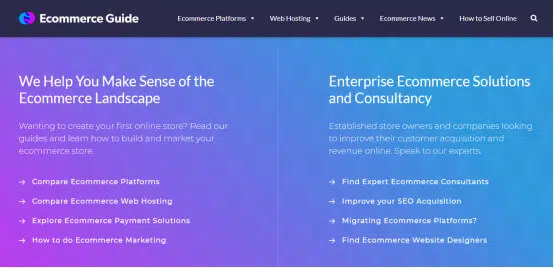 Ecommerce Guide
Ecommerce Platforms Web Hosting Guides Ecommerce News How to Sell Online
We Help You Make Sense of the
Ecommerce Landscape
Wanting to create your first online store? Read our
guides and learn how to build and market your
ecommerce store.
→ Compare Ecommerce Platforms
→ Compare Ecommerce Web Hosting
→ Explore Ecommerce Payment Solutions
→ How to do Ecommerce Marketing
Enterprise Ecommerce Solutions
and Consultancy
Established store owners and companies looking
to improve their customer acquisition and
revenue online. Speak to our experts.
→ Find Expert Ecommerce Consultants
→ Improve your SEO Acquisition
→ Migrating Ecommerce Platforms?
→ Find Ecommerce Website Designers